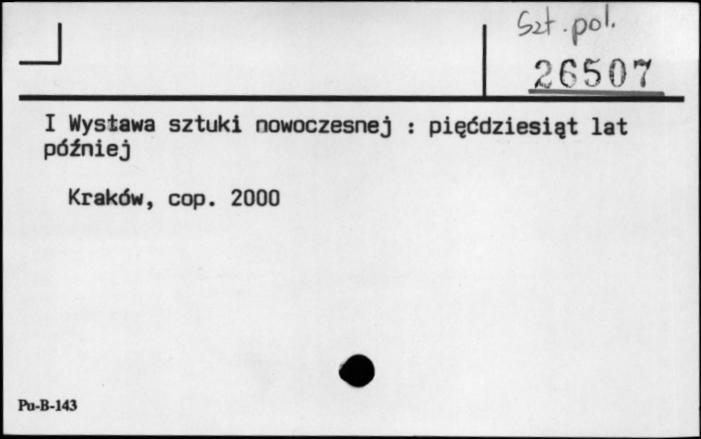 Szt. pol.
26507
I Wystawa sztuki nowoczesnej : pięćdziesiąt lat
później
Kraków, cop. 2000
Pu-B-143